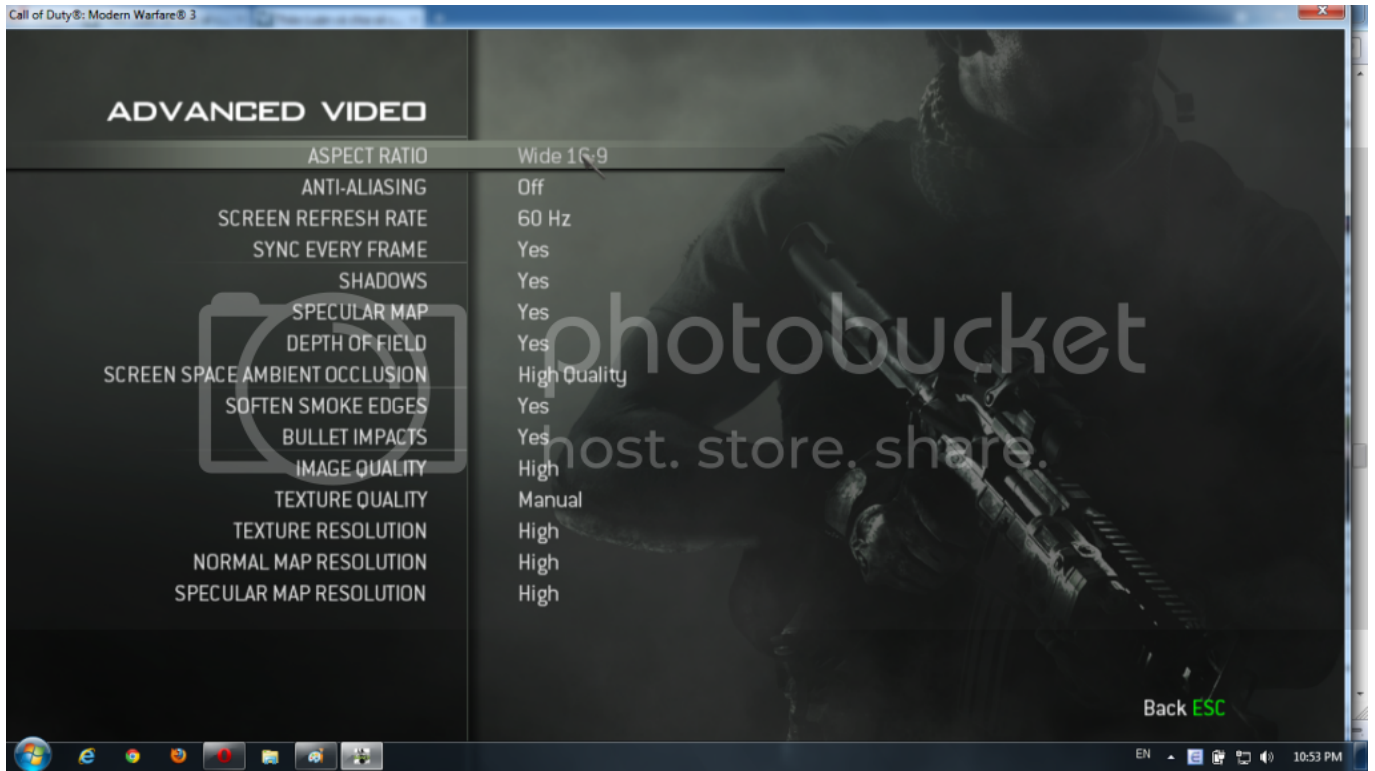 Call of Duty®: Modern Warfare® 3
ADVANCED VIDEO
ASPECT RATIO Wide 16:9
ANTI-ALIASING Off
SCREEN REFRESH RATE 60 Hz
SYNC EVERY FRAME Yes
SHADOWS Yes
SPECULAR MAP Yes
DEPTH OF FIELD Yes
SCREEN SPACE AMBIENT OCCLUSION High Quality
SOFTEN SMOKE EDGES Yes
BULLET IMPACTS Yes
IMAGE QUALITY High
TEXTURE QUALITY Manual
TEXTURE RESOLUTION High
NORMAL MAP RESOLUTION High
SPECULAR MAP RESOLUTION High
photobucket
host. store. share.
Back ESC
EN 10:53 PM